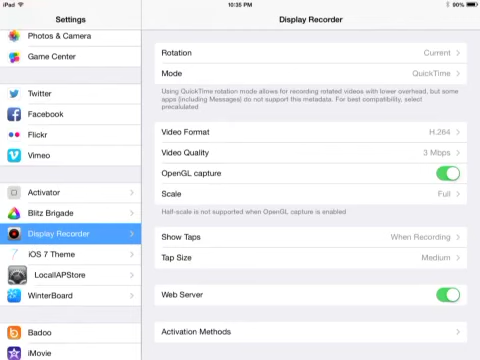 iPad
10:35 PM
90%
Settings
Display Recorder
Photos & Camera
Game Center
Twitter
Facebook
Flickr
Vimeo
Activator
Blitz Brigade
Display Recorder
iOS 7 Theme
LocalIAPStore
WinterBoard
Badoo
iMovie
Rotation Current
Mode QuickTime
Using QuickTime rotation mode allows for recording rotated videos with lower overhead, but some
apps (including Messages) do not support this metadata. For best compatibility, select
precalulated
Video Format H.264
Video Quality 3 Mbps
OpenGL capture
Scale Full
Half-scale is not supported when OpenGL capture is enabled
Show Taps When Recording
Tap Size Medium
Web Server
Activation Methods